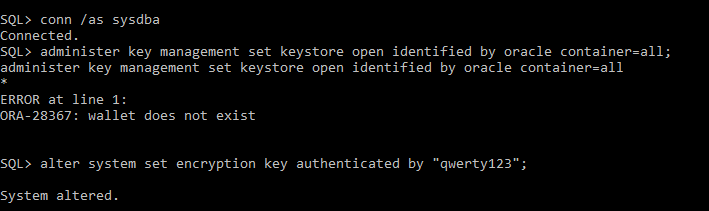 SQL> conn /as sysdba
Connected.
SQL> administer key management set keystore open identified by oracle container=all;
administer key management set keystore open identified by oracle container=all
*
ERROR at line 1:
ORA-28367: wallet does not exist
SQL> alter system set encryption key authenticated by "qwerty123";
System altered.